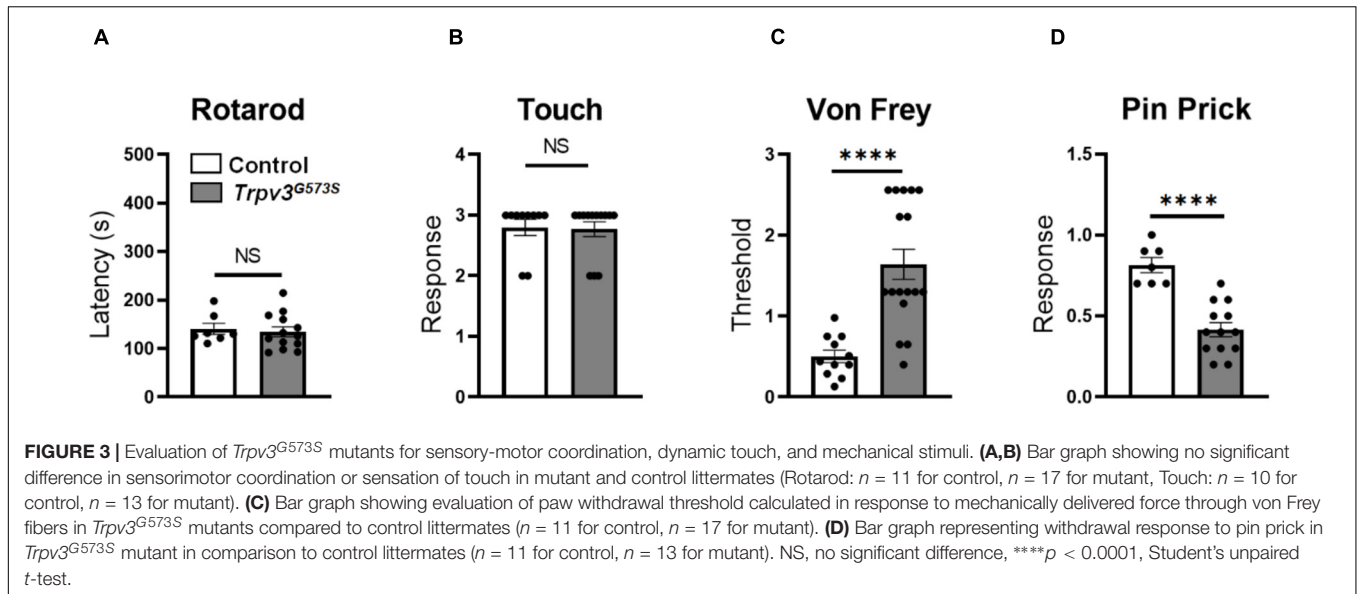 A
B
C
D
Rotarod
Touch
Von Frey
Pin Prick
Latency (s)
500
400
300
200
100
0
Control
Trpv3G573S
NS
Response
4
3
2
1
0
NS
Threshold
3
2
1
0
****
Response
1.5
1.0
0.5
0.0
****
FIGURE 3 | Evaluation of Trpv3G573S mutants for sensory-motor coordination, dynamic touch, and mechanical stimuli. (A,B) Bar graph showing no significant
difference in sensorimotor coordination or sensation of touch in mutant and control littermates (Rotarod: n = 11 for control, n = 17 for mutant, Touch: n = 10 for
control, n = 13 for mutant). (C) Bar graph showing evaluation of paw withdrawal threshold calculated in response to mechanically delivered force through von Frey
fibers in Trpv3G573S mutants compared to control littermates (n = 11 for control, n = 17 for mutant). (D) Bar graph representing withdrawal response to pin prick in
Trpv3G573S mutant in comparison to control littermates (n = 11 for control, n = 13 for mutant). NS, no significant difference, ****p < 0.0001, Student's unpaired
t-test.